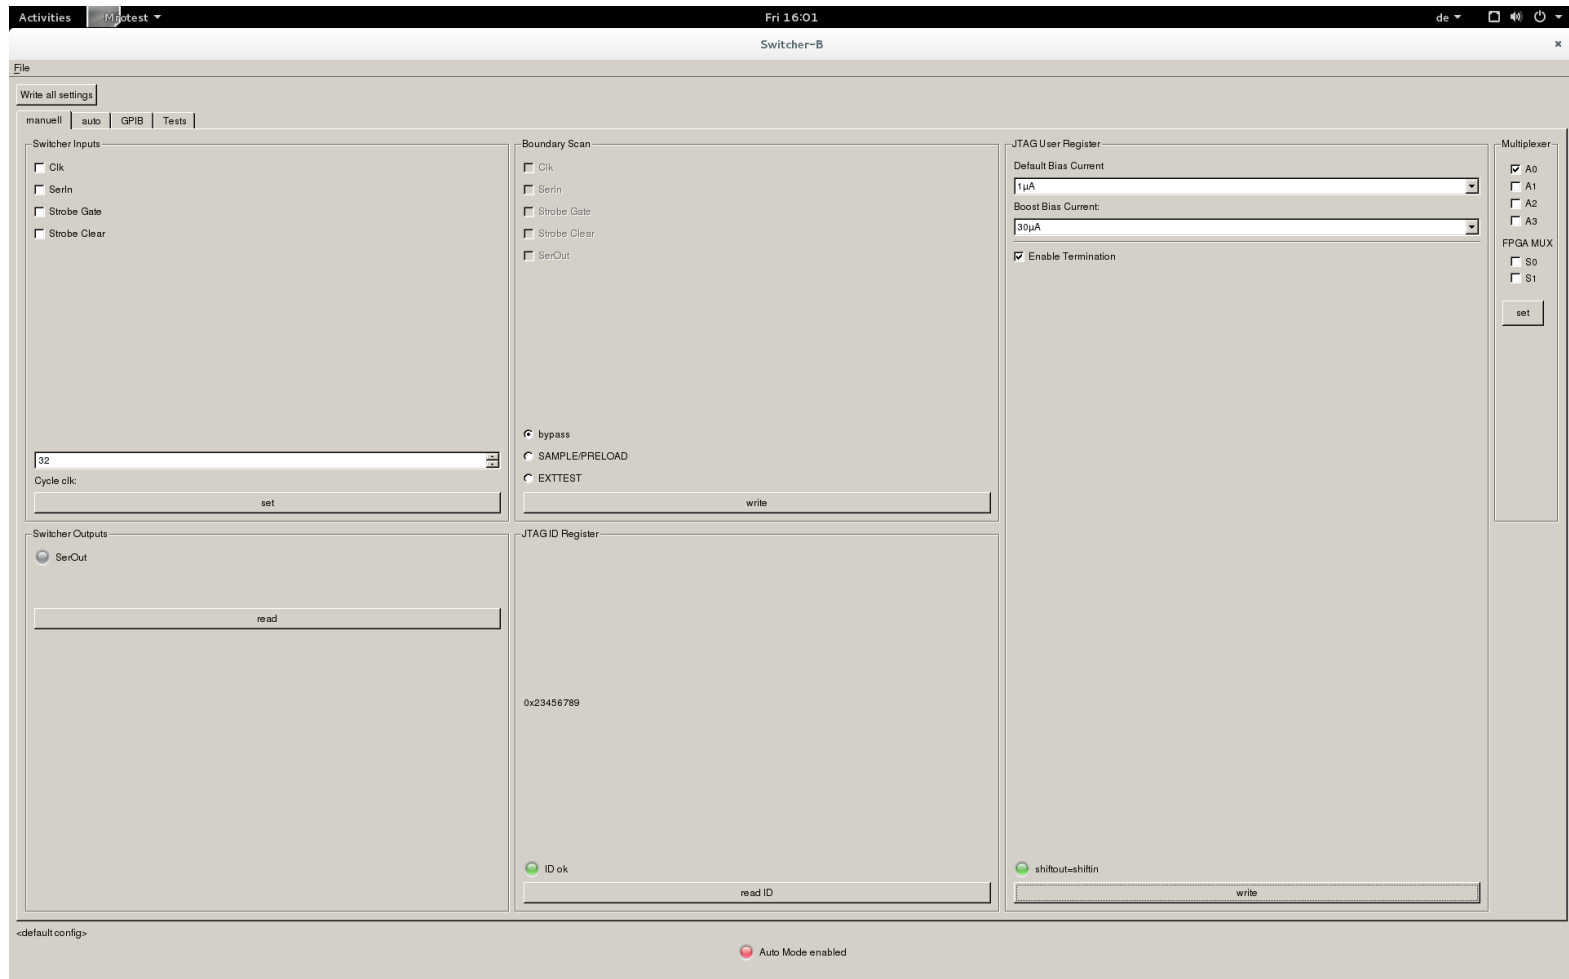 Activities Mrotest Fri 16:01 de
Switcher-B
File
Write all settings
manuell auto GPIB Tests
Switcher Inputs
Clk
SerIn
Strobe Gate
Strobe Clear
32
Cycle clk:
set
Boundary Scan
Clk
SerIn
Strobe Gate
Strobe Clear
SerOut
bypass
SAMPLE/PRELOAD
EXTTEST
write
JTAG User Register
Default Bias Current
1µA
Boost Bias Current:
30µA
Enable Termination
shiftout=shiftin
write
Multiplexer
A0
A1
A2
A3
FPGA MUX
S0
S1
set
Switcher Outputs
SerOut
read
JTAG ID Register
0x23456789
ID ok
read ID
<default config>
Auto Mode enabled